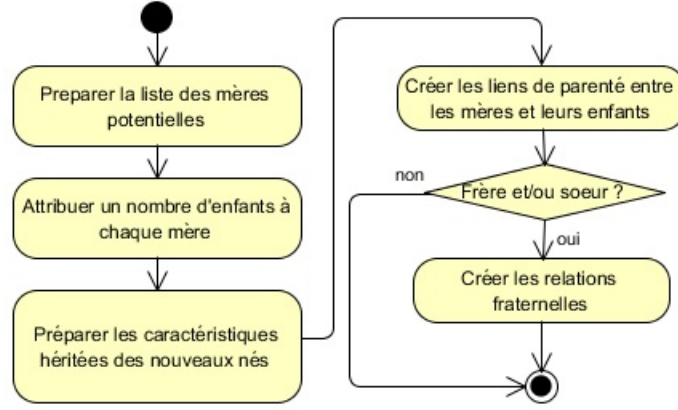 Preparer la liste des mères
potentielles
Attribuer un nombre d'enfants à
chaque mère
Préparer les caractéristiques
héritées des nouveaux nés
Créer les liens de parenté entre
les mères et leurs enfants
non
Frère et/ou soeur ?
oui
Créer les relations
fraternelles